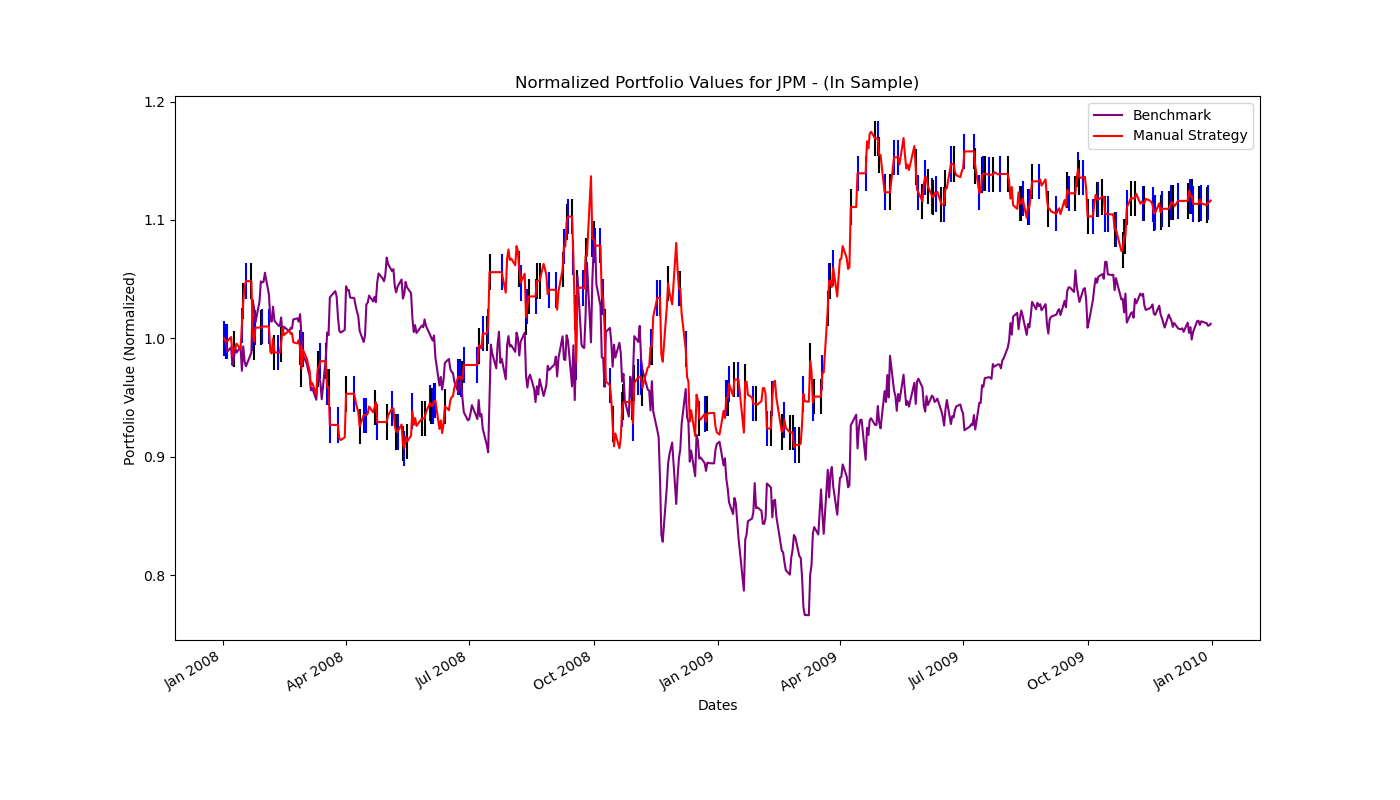 Normalized Portfolio Values for JPM - (In Sample)
Benchmark
Manual Strategy
Portfolio Value (Normalized)
1.2
1.1
1.0
0.9
0.8
Jan 2008
Apr 2008
Jul 2008
Oct 2008
Jan 2009
Apr 2009
Jul 2009
Oct 2009
Jan 2010
Dates